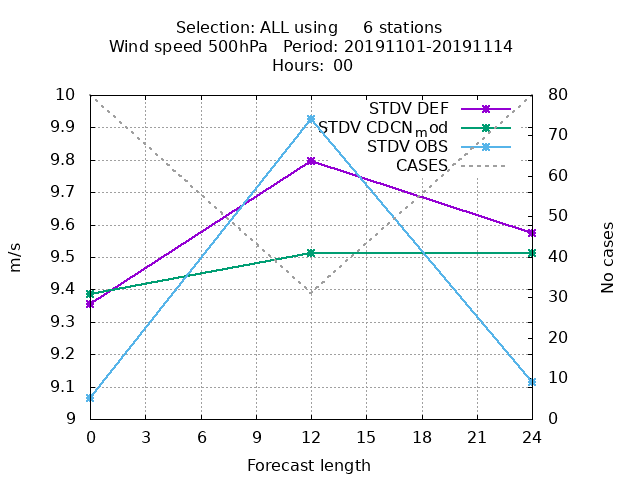 Selection: ALL using     6 stations
Wind speed 500hPa   Period: 20191101-20191114
Hours:  00
STDV DEF
STDV CDCNmod
STDV OBS
CASES
10
9.9
9.8
9.7
9.6
9.5
9.4
9.3
9.2
9.1
9
m/s
80
70
60
50
40
30
20
10
0
No cases
0 3 6 9 12 15 18 21 24
Forecast length